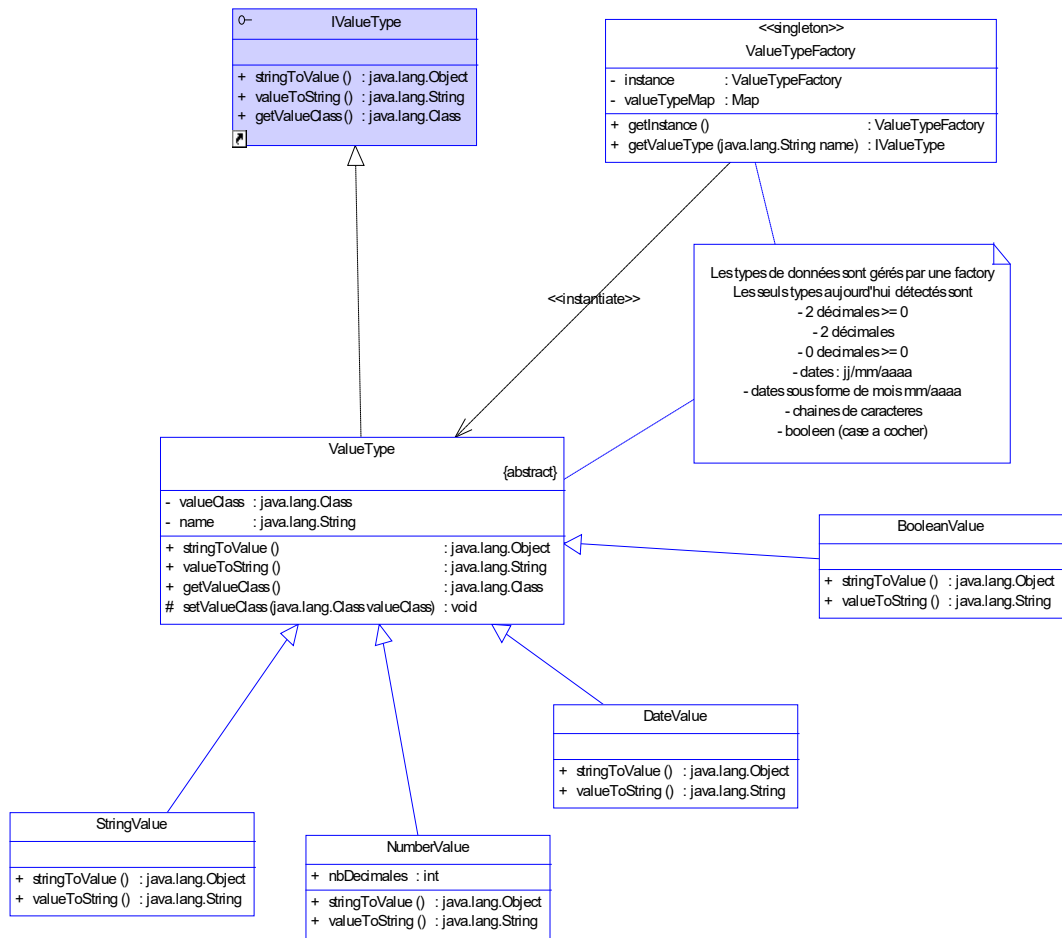 IValueType
+ stringToValue () : java.lang.Object
+ valueToString () : java.lang.String
+ getValueClass () : java.lang.Class
<<singleton>>
ValueTypeFactory
- instance : ValueTypeFactory
- valueTypeMap : Map
+ getInstance () : ValueTypeFactory
+ getValueType (java.lang.String name) : IValueType
Les types de données sont gérés par une factory
Les seuls types aujourd'hui détectés sont
- 2 décimales >= 0
- 2 décimales
- 0 decimales >= 0
- dates : jj/mm/aaaa
- dates sous forme de mois mm/aaaa
- chaines de caracteres
- booleen (case a cocher)
<<instantiate>>
ValueType
{abstract}
- valueClass : java.lang.Class
- name : java.lang.String
+ stringToValue () : java.lang.Object
+ valueToString () : java.lang.String
+ getValueClass () : java.lang.Class
# setValueClass (java.lang.Class valueClass) : void
BooleanValue
+ stringToValue () : java.lang.Object
+ valueToString () : java.lang.String
DateValue
+ stringToValue () : java.lang.Object
+ valueToString () : java.lang.String
StringValue
+ stringToValue () : java.lang.Object
+ valueToString () : java.lang.String
NumberValue
+ nbDecimales : int
+ stringToValue () : java.lang.Object
+ valueToString () : java.lang.String